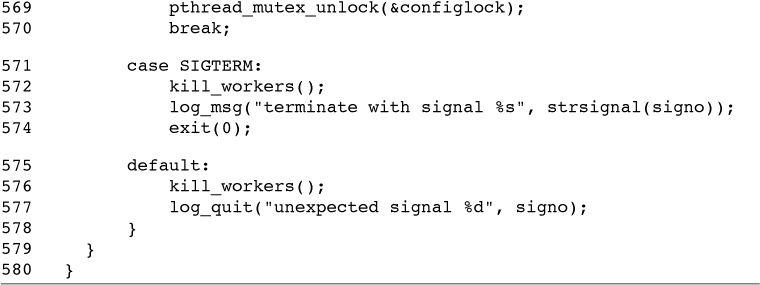 569             pthread_mutex_unlock(&configlock);
570             break;
571         case SIGTERM:
572             kill_workers();
573             log_msg("terminate with signal %s", strsignal(signo));
574             exit(0);
575         default:
576             kill_workers();
577             log_quit("unexpected signal %d", signo);
578         }
579     }
580   }